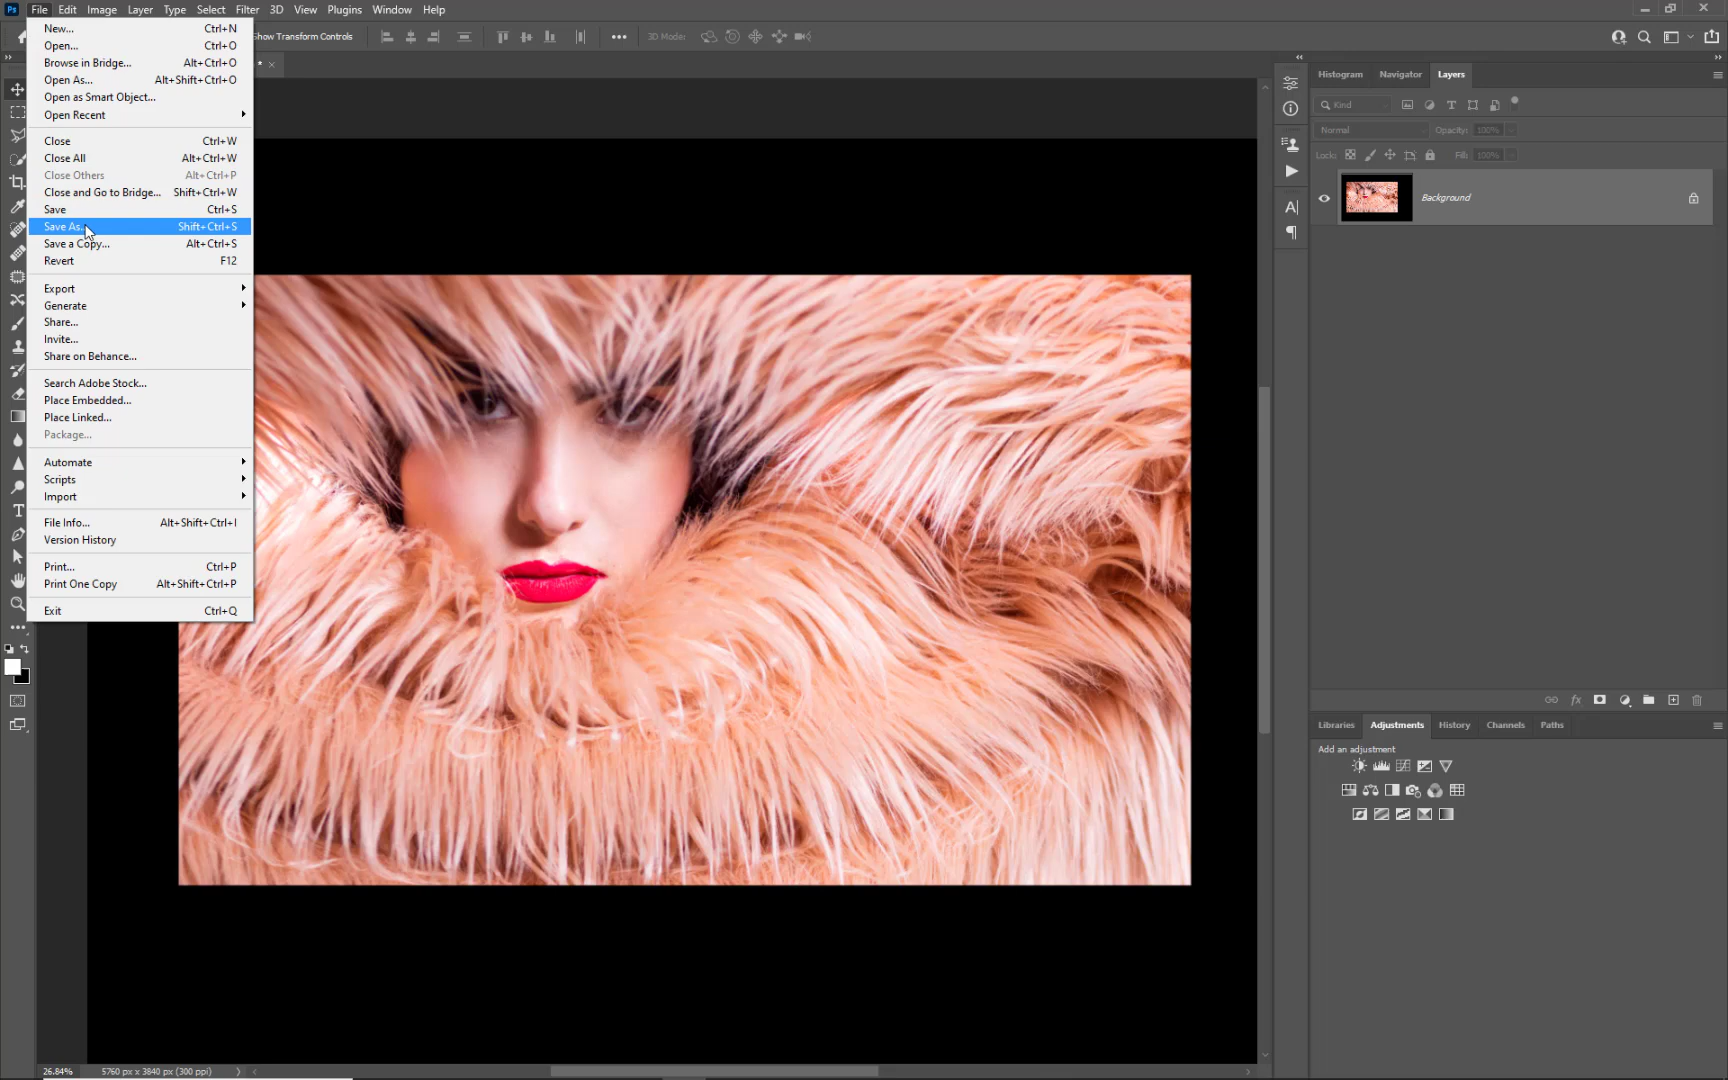 Ps File Edit Image Layer Type Select Filter 3D View Plugins Window Help
Show Transform Controls 3D Mode:
New... Ctrl+N
Open... Ctrl+O
Browse in Bridge... Alt+Ctrl+O
Open As... Alt+Shift+Ctrl+O
Open as Smart Object...
Open Recent
Close Ctrl+W
Close All Alt+Ctrl+W
Close Others Alt+Ctrl+P
Close and Go to Bridge... Shift+Ctrl+W
Save Ctrl+S
Save As... Shift+Ctrl+S
Save a Copy... Alt+Ctrl+S
Revert F12
Export
Generate
Share...
Invite...
Share on Behance...
Search Adobe Stock...
Place Embedded...
Place Linked...
Package...
Automate
Scripts
Import
File Info... Alt+Shift+Ctrl+I
Version History
Print... Ctrl+P
Print One Copy Alt+Shift+Ctrl+P
Exit Ctrl+Q
Histogram Navigator Layers
Kind
Normal Opacity: 100%
Lock: Fill: 100%
Background
Libraries Adjustments History Channels Paths
Add an adjustment
26.84% 5760 px x 3840 px (300 ppi)